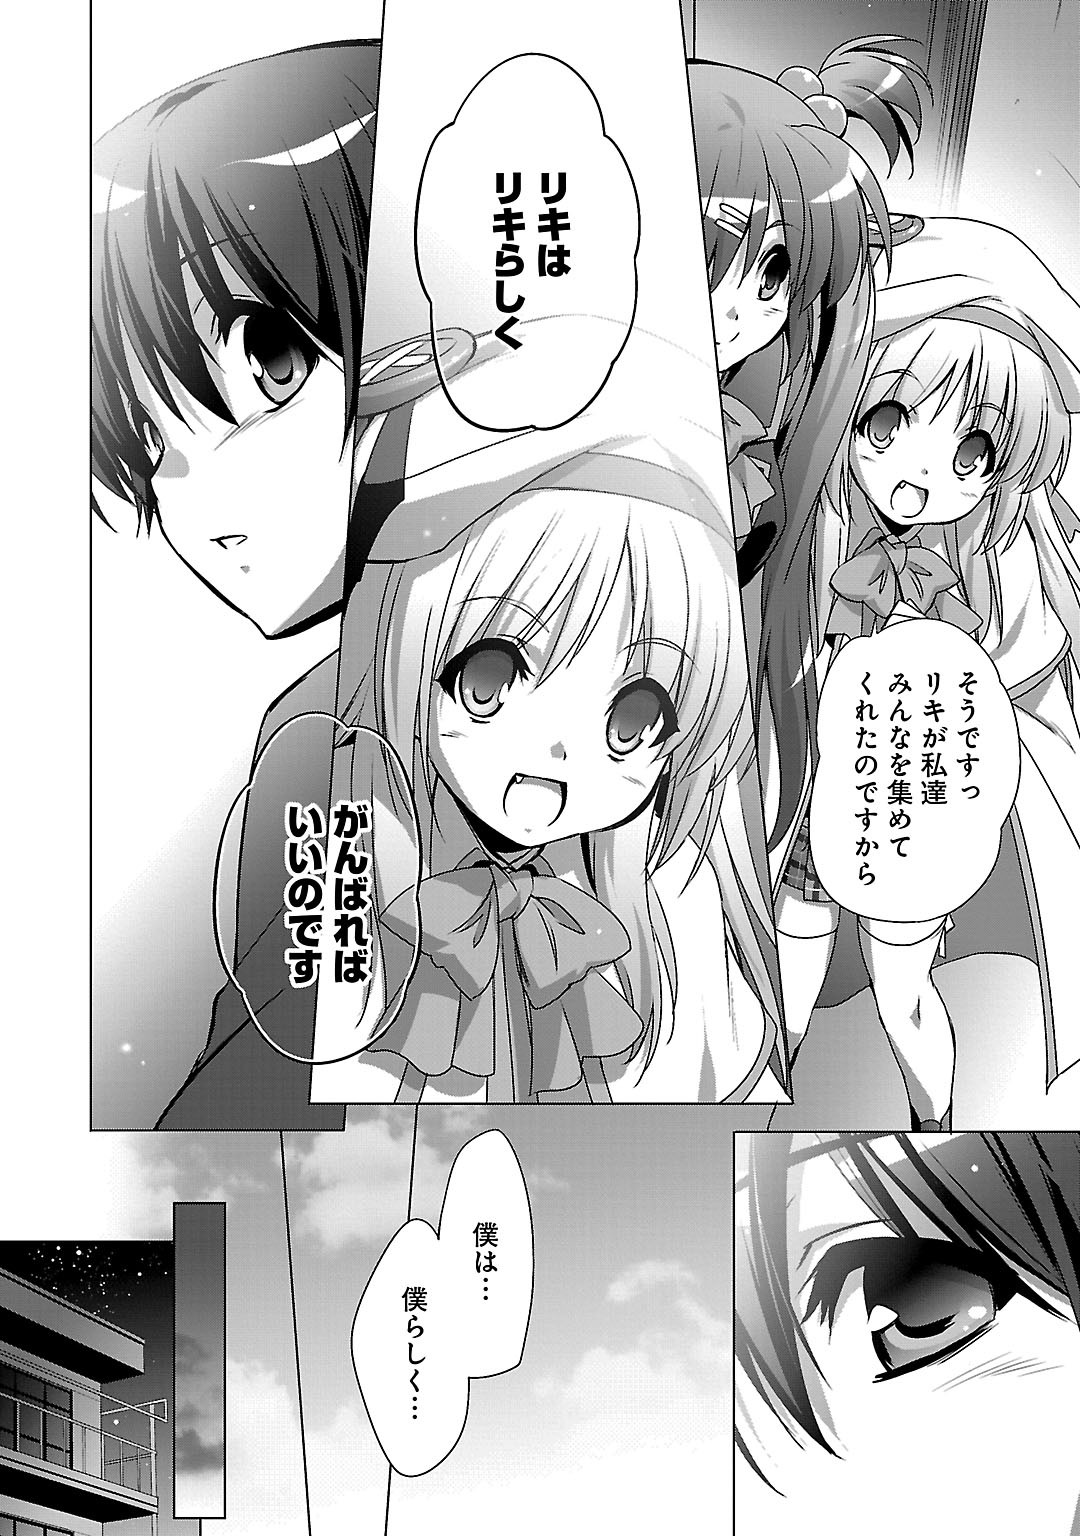 そうですっ
リキが私達
みんなを集めて
くれたのですから
リキは
リキらしく
がんばれば
いいのです
僕は…
僕らしく…